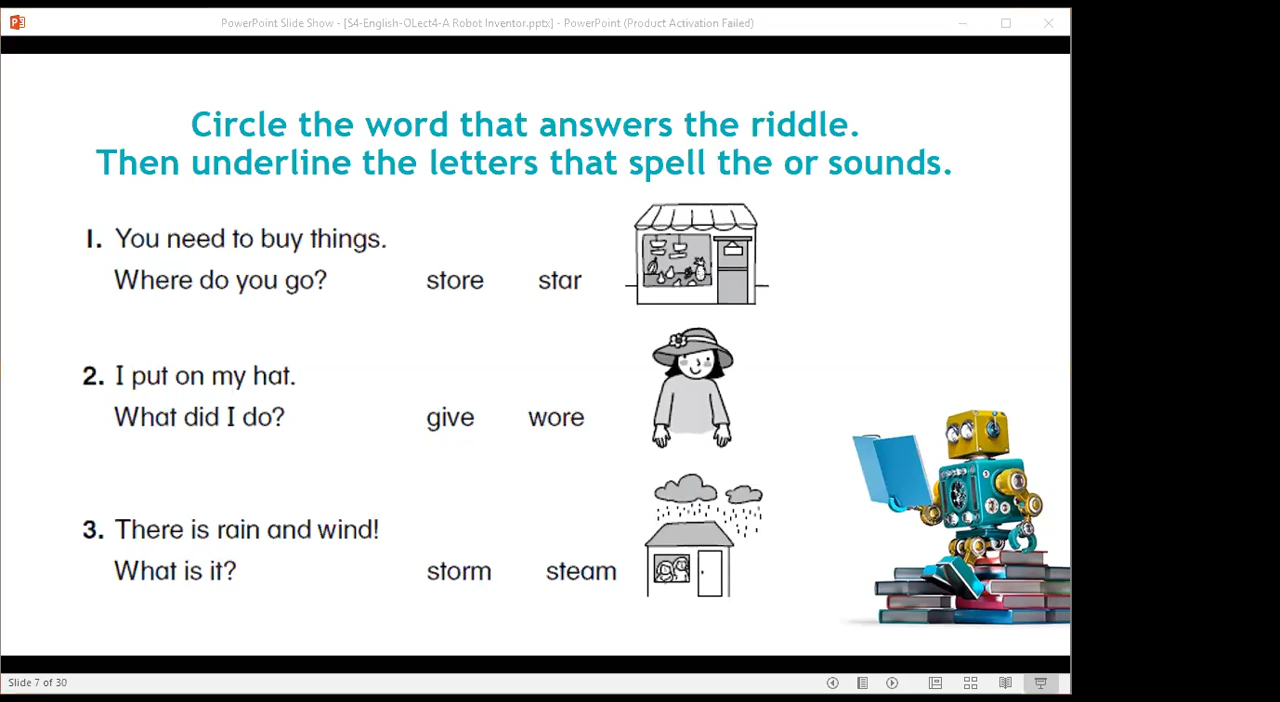 PowerPoint Slide Show - [S4-English-OLect4-A Robot Inventor.pptx] - PowerPoint (Product Activation Failed)
Circle the word that answers the riddle.
Then underline the letters that spell the or sounds.
1. You need to buy things.
Where do you go? store star
2. I put on my hat.
What did I do? give wore
3. There is rain and wind!
What is it? storm steam
Slide 7 of 30